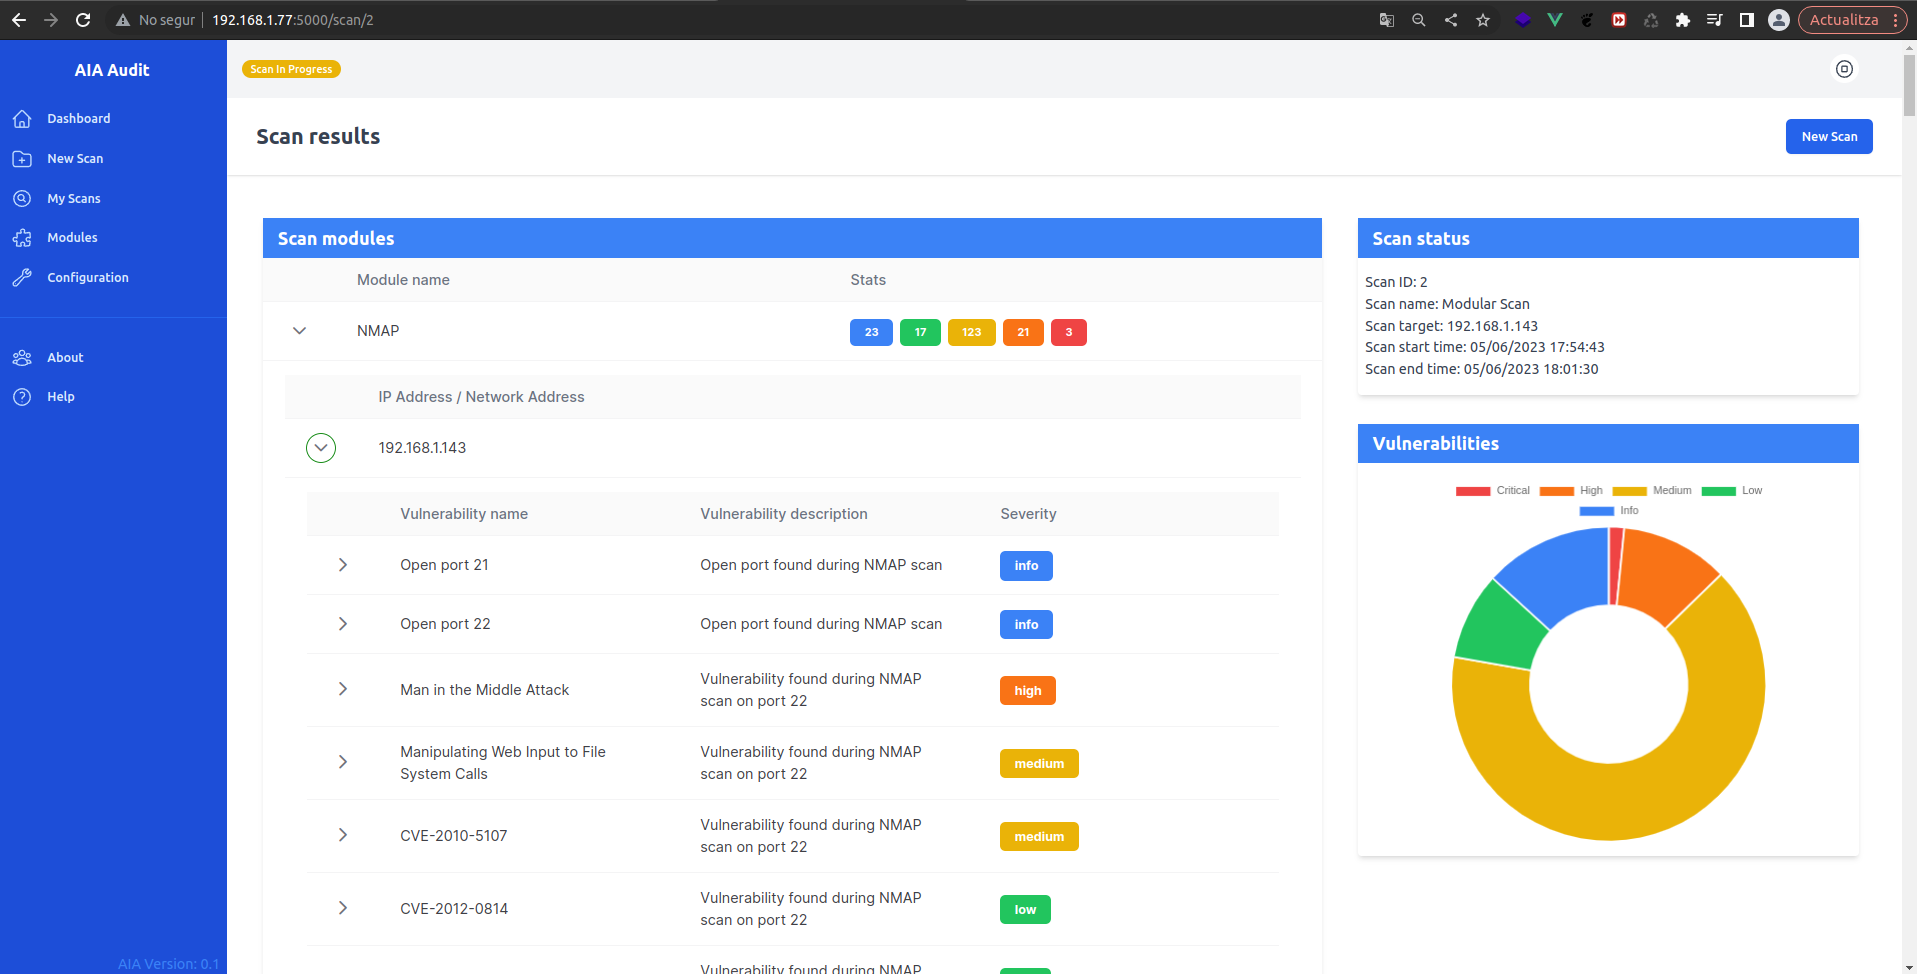 No segur
192.168.1.77:5000/scan/2
Actualitza
AIA Audit
Dashboard
New Scan
My Scans
Modules
Configuration
About
Help
AIA Version: 0.1
Scan In Progress
Scan results
New Scan
Scan modules
Module name Stats
NMAP 23 17 123 21 3
IP Address / Network Address
192.168.1.143
Vulnerability name Vulnerability description Severity
Open port 21 Open port found during NMAP scan info
Open port 22 Open port found during NMAP scan info
Man in the Middle Attack
Vulnerability found during NMAP
scan on port 22
high
Manipulating Web Input to File
System Calls
Vulnerability found during NMAP
scan on port 22
medium
CVE-2010-5107
Vulnerability found during NMAP
scan on port 22
medium
CVE-2012-0814
Vulnerability found during NMAP
scan on port 22
low
Vulnerability found during NMAP
Scan status
Scan ID: 2
Scan name: Modular Scan
Scan target: 192.168.1.143
Scan start time: 05/06/2023 17:54:43
Scan end time: 05/06/2023 18:01:30
Vulnerabilities
Critical High Medium Low
Info